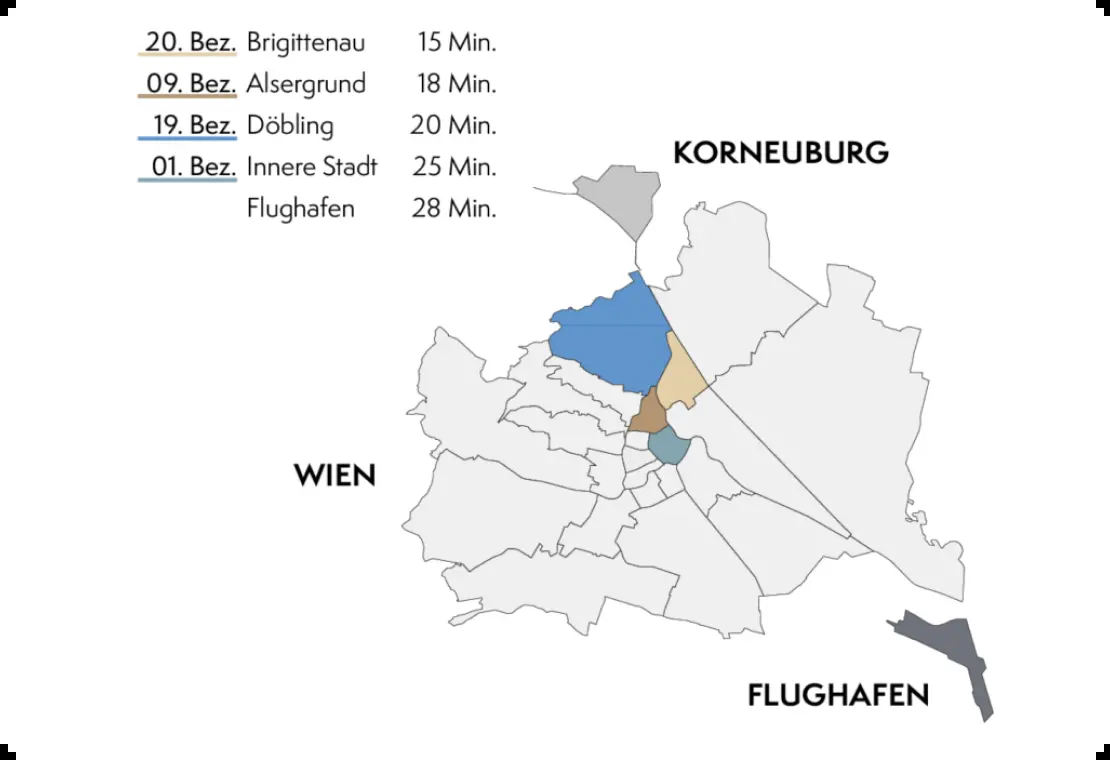 20. Bez. Brigittenau 15 Min.
09. Bez. Alsergrund 18 Min.
19. Bez. Döbling 20 Min.
01. Bez. Innere Stadt 25 Min.
Flughafen 28 Min.
KORNEUBURG
WIEN
FLUGHAFEN